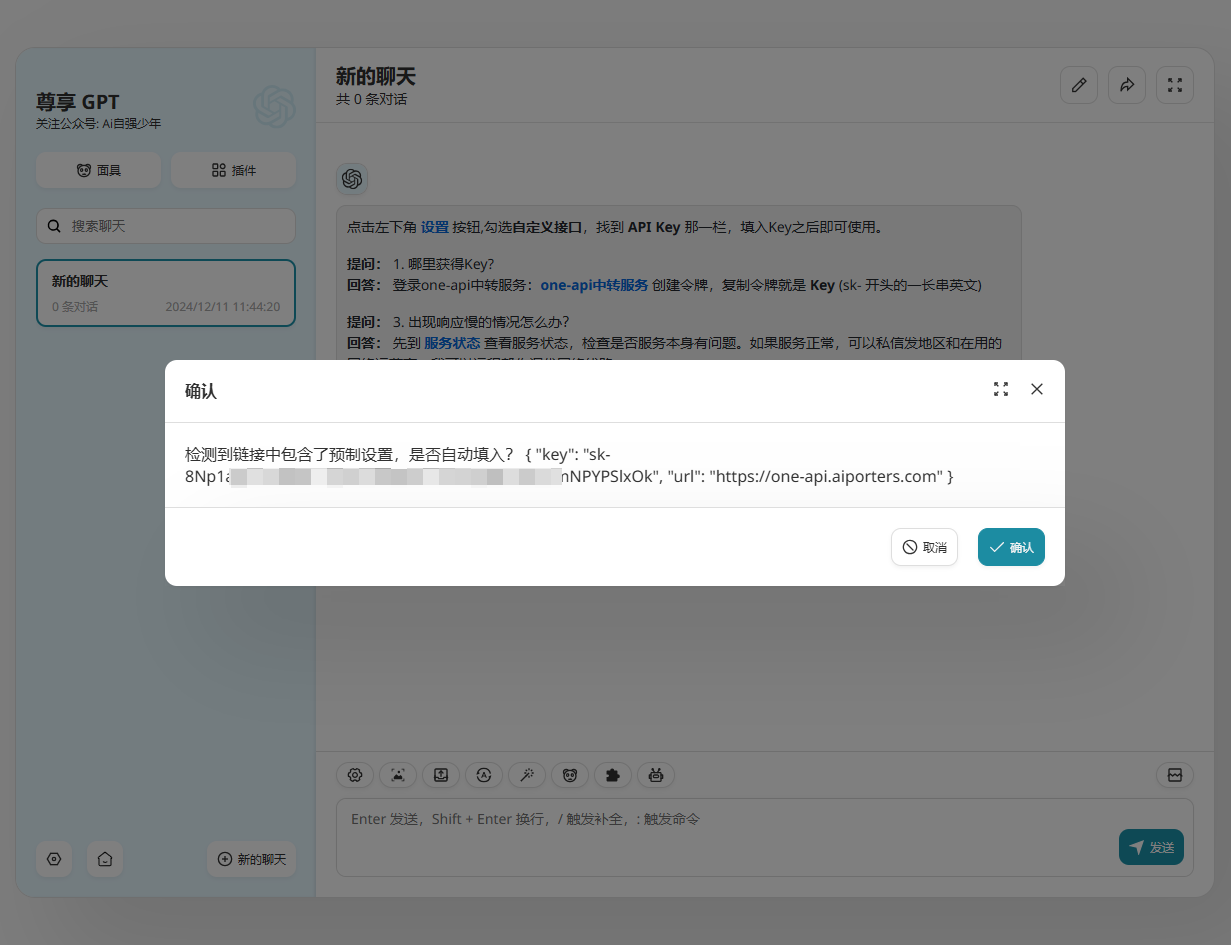 尊享 GPT
关注公众号: Ai自强少年
面具
插件
搜索聊天
新的聊天
0 条对话
2024/12/11 11:44:20
新的聊天
共 0 条对话
点击左下角 设置 按钮,勾选自定义接口，找到 API Key 那一栏，填入Key之后即可使用。
提问： 1. 哪里获得Key?
回答： 登录one-api中转服务：one-api中转服务 创建令牌，复制令牌就是 Key (sk- 开头的一长串英文)
提问： 3. 出现响应慢的情况怎么办?
回答： 先到 服务状态 查看服务状态，检查是否服务本身有问题。如果服务正常，可以私信发地区和在用的
确认
检测到链接中包含了预制设置，是否自动填入？ { "key": "sk-
8Np1 NPYPSlxOk", "url": "https://one-api.aiporters.com" }
取消
确认
Enter 发送，Shift + Enter 换行，/ 触发补全，: 触发命令
发送
新的聊天